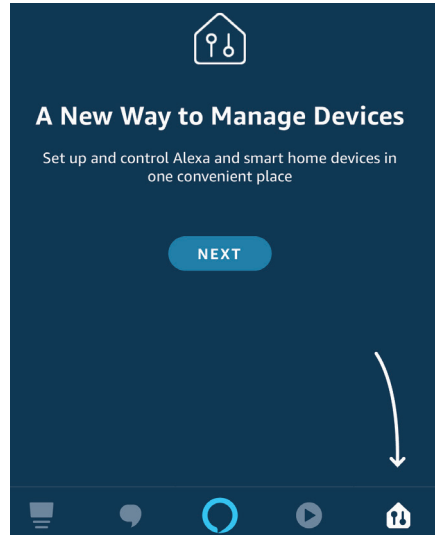 A New Way to Manage Devices
Set up and control Alexa and smart home devices in
one convenient place
NEXT